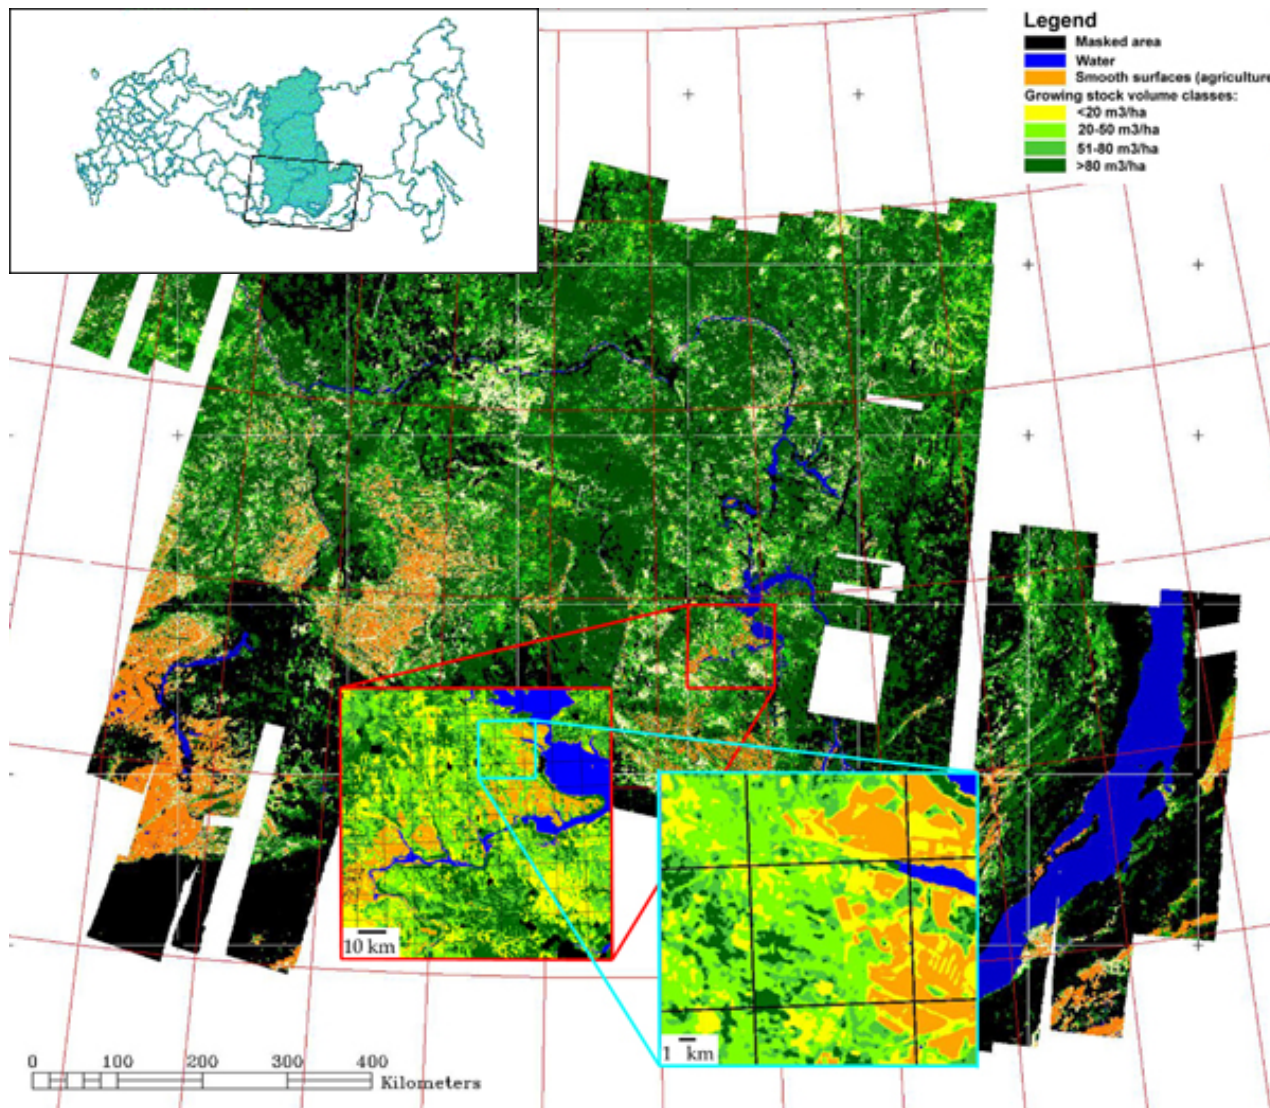 Legend
Masked area
Water
Smooth surfaces (agriculture
Growing stock volume classes:
<20 m3/ha
20-50 m3/ha
51-80 m3/ha
>80 m3/ha
10 km
1 km
0 100 200 300 400
Kilometers